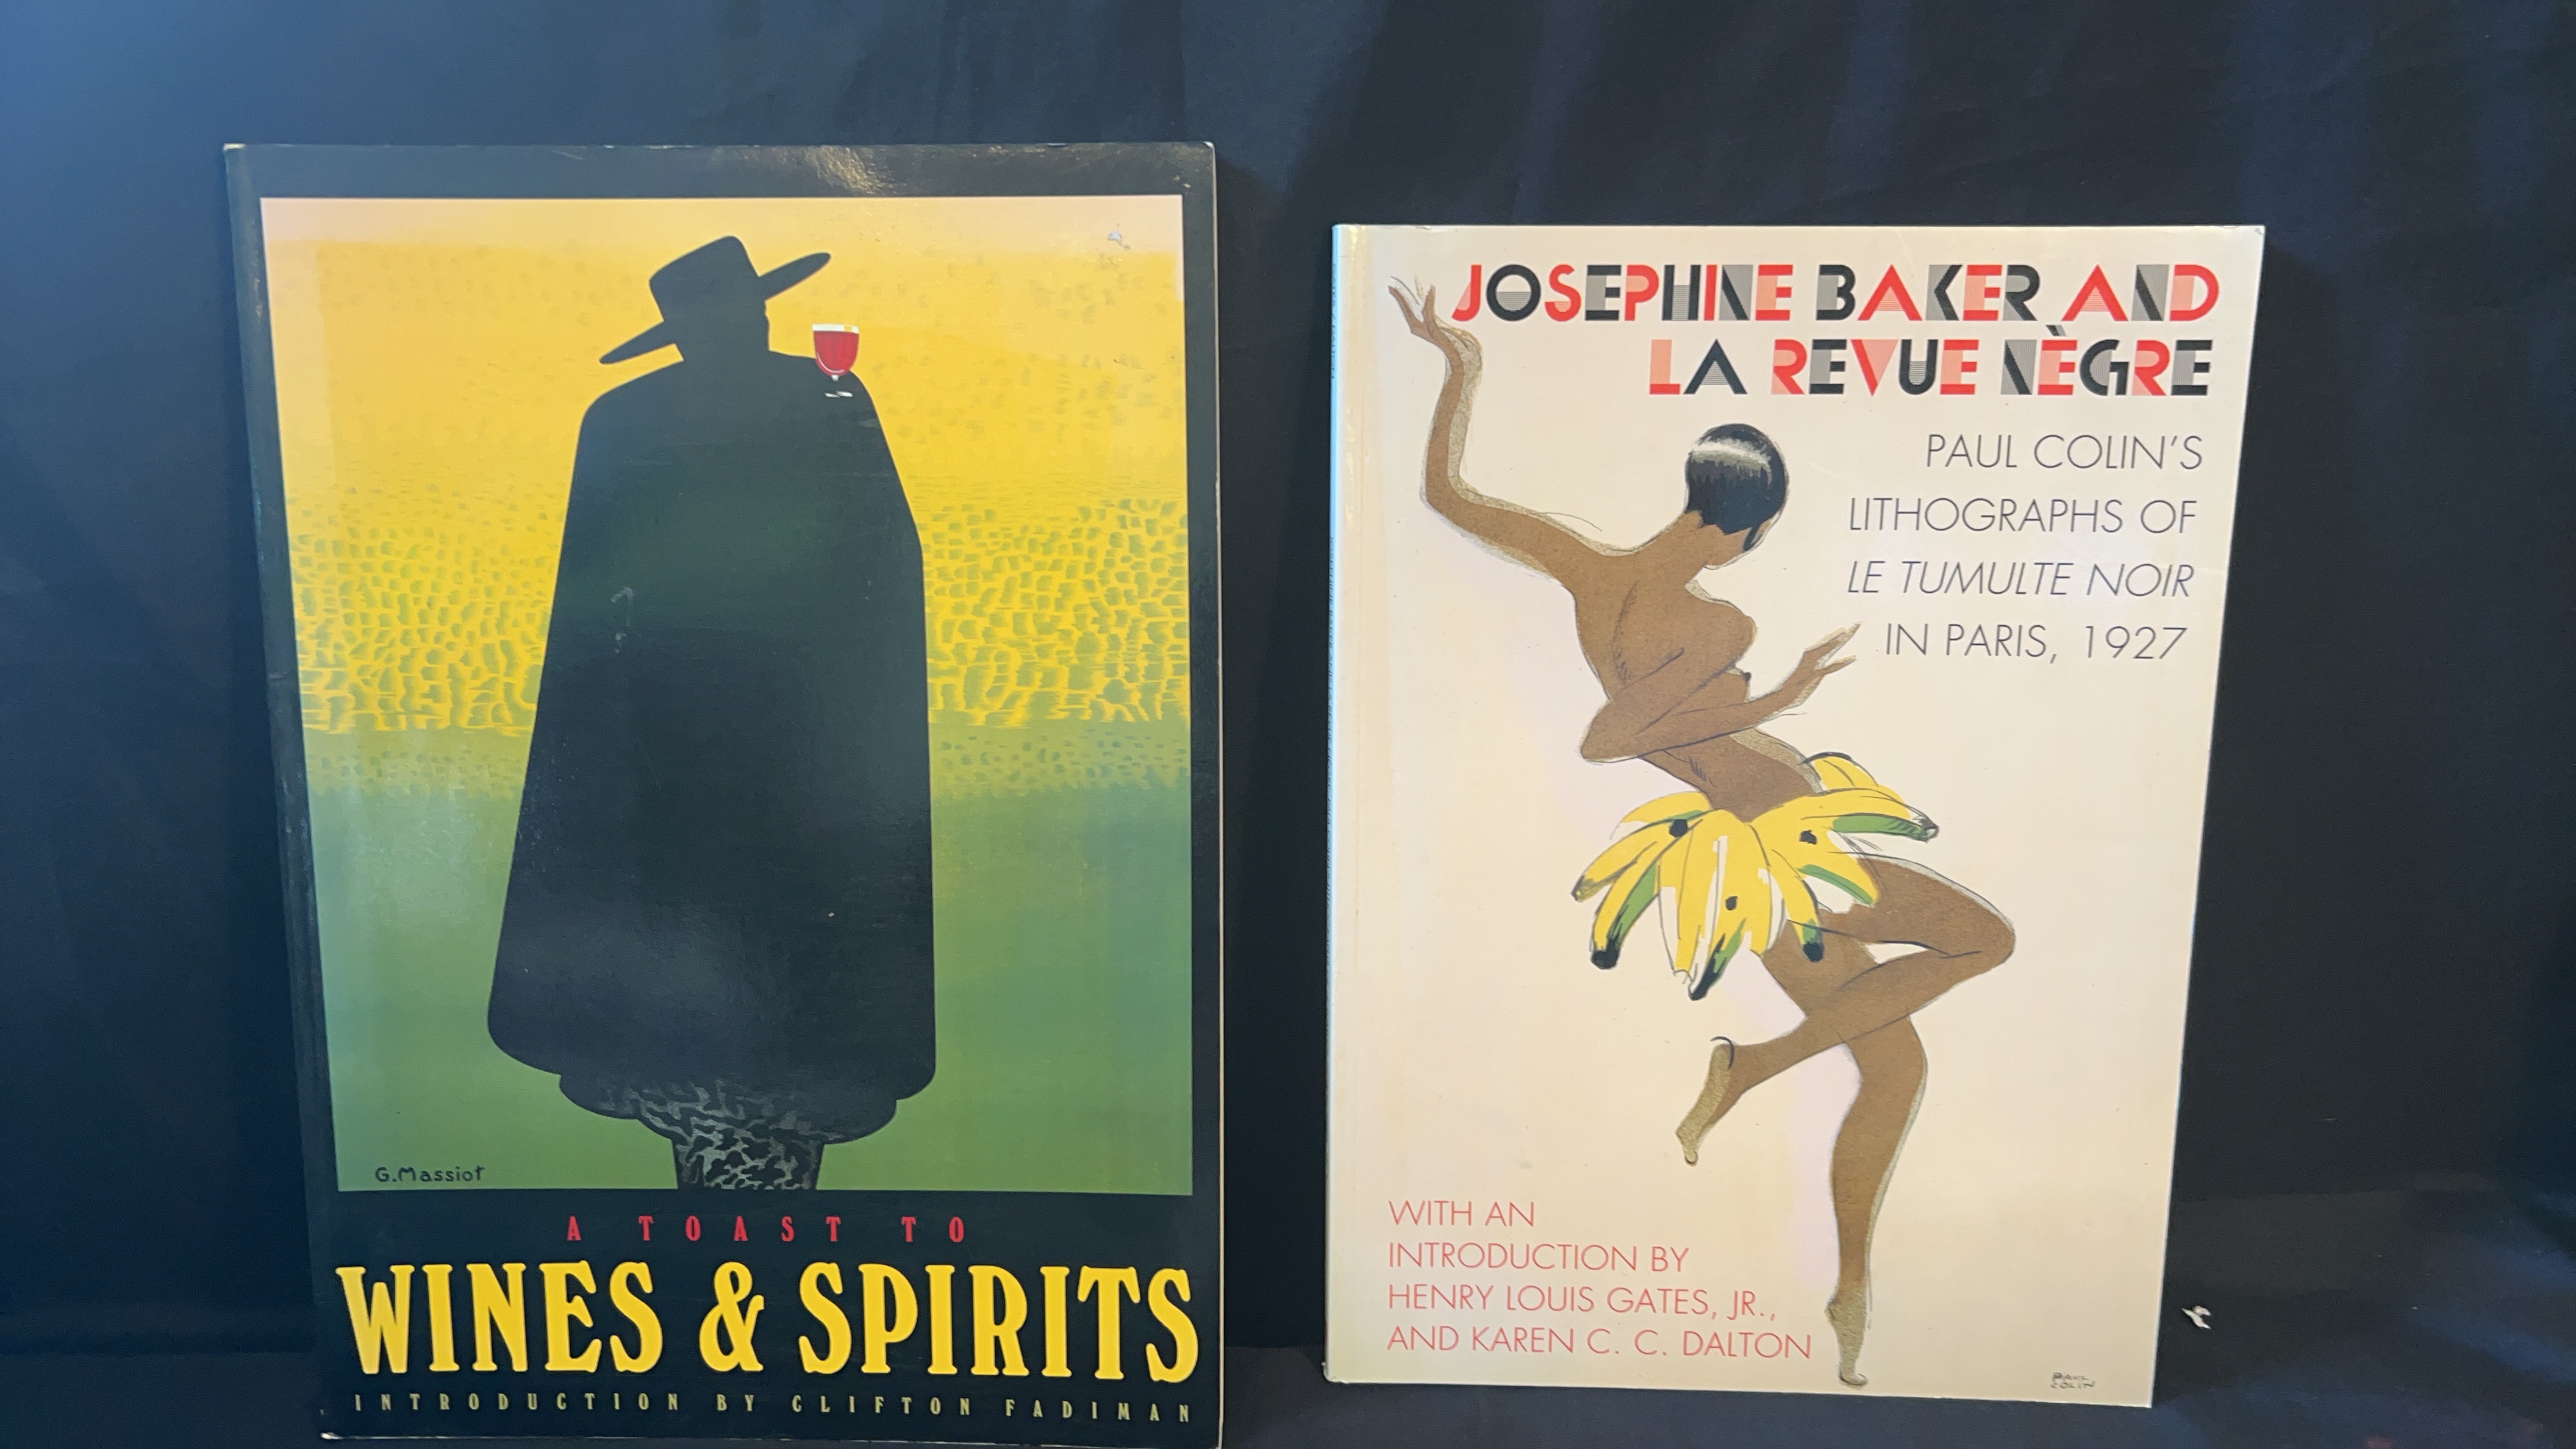 G.Massiot
A TOAST TO
WINES & SPIRITS
INTRODUCTION BY CLIFTON FADIMAN
JOSEPHINE BAKER AND
LA REVUE NÈGRE
PAUL COLIN'S
LITHOGRAPHS OF
LE TUMULTE NOIR
IN PARIS, 1927
WITH AN
INTRODUCTION BY
HENRY LOUIS GATES, JR.,
AND KAREN C. C. DALTON
PAUL
COLIN